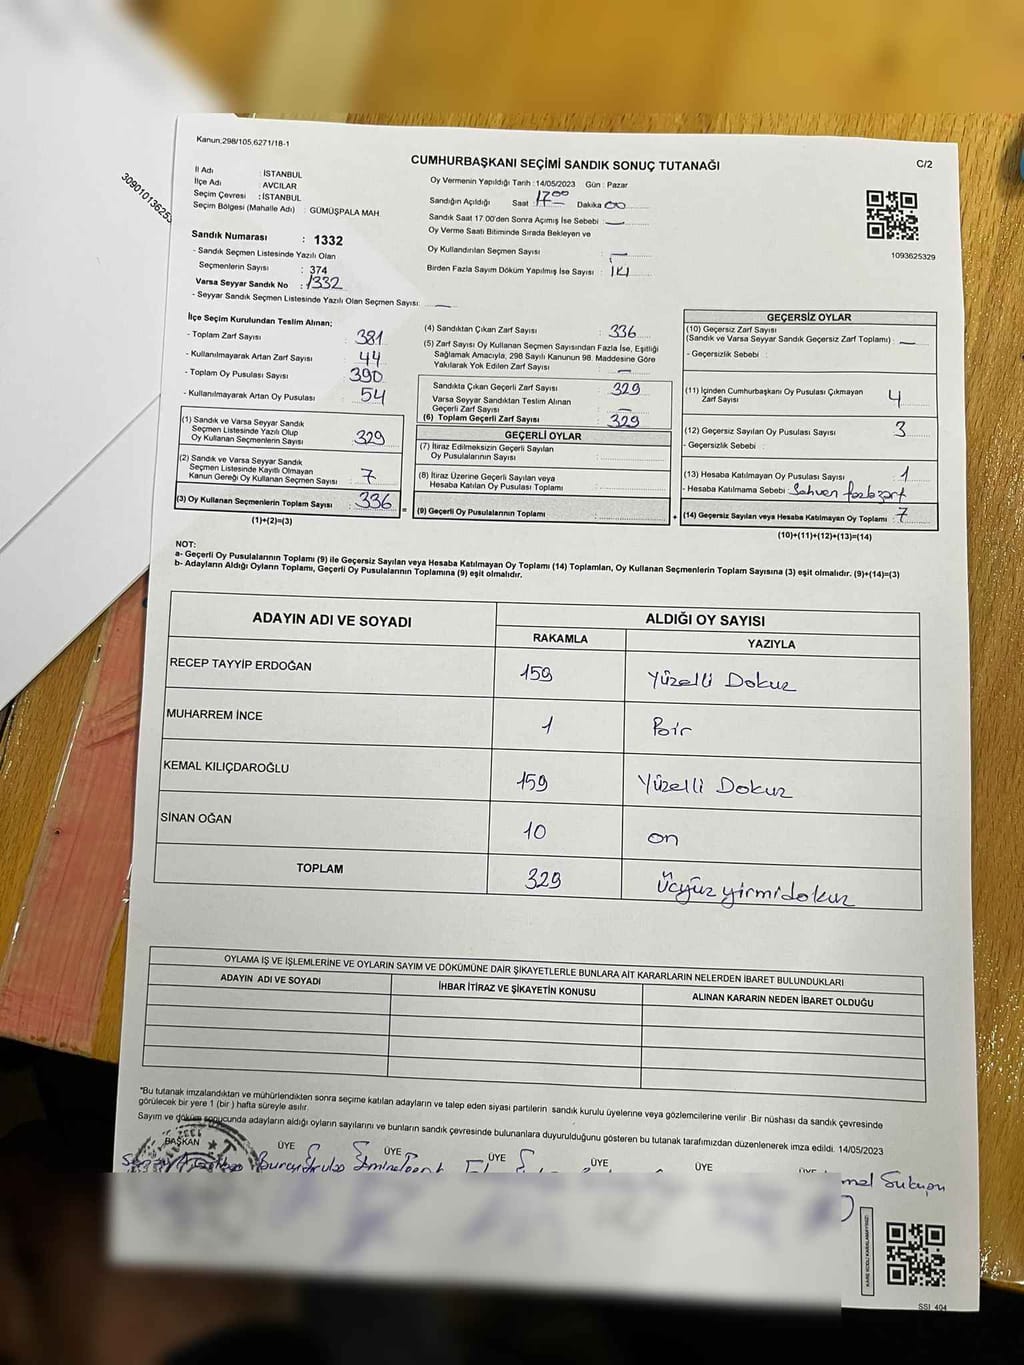 Kanun:298/105,6271/18-1
C/2
CUMHURBAŞKANI SEÇİMİ SANDIK SONUÇ TUTANAĞI
İl Adı : İSTANBUL
İlçe Adı : AVCILAR
Seçim Çevresi : İSTANBUL
Seçim Bölgesi (Mahalle Adı) : GÜMÜŞPALA MAH.
Sandık Numarası : 1332
- Sandık Seçmen Listesinde Yazılı Olan
Seçmenlerin Sayısı : 374
Varsa Seyyar Sandık No : 1332
- Seyyar Sandık Seçmen Listesinde Yazılı Olan Seçmen Sayısı: —
Oy Vermenin Yapıldığı Tarih : 14/05/2023 Gün : Pazar
Sandığın Açıldığı Saat 17:00 Dakika 00
Sandık Saat 17.00'den Sonra Açımış İse Sebebi : —
Oy Verme Saati Bitiminde Sırada Bekleyen ve
Oy Kullandırılan Seçmen Sayısı : —
Birden Fazla Sayım Döküm Yapılmış İse Sayısı : İKİ
1093625329
İlçe Seçim Kurulundan Teslim Alınan;
- Toplam Zarf Sayısı : 381
- Kullanılmayarak Artan Zarf Sayısı : 44
- Toplam Oy Pusulası Sayısı : 390
- Kullanılmayarak Artan Oy Pusulası : 54
(1) Sandık ve Varsa Seyyar Sandık
Seçmen Listesinde Yazılı Olup
Oy Kullanan Seçmenlerin Sayısı : 329
(2) Sandık ve Varsa Seyyar Sandık
Seçmen Listesinde Kayıtlı Olmayan
Kanun Gereği Oy Kullanan Seçmen Sayısı : 7
(3) Oy Kullanan Seçmenlerin Toplam Sayısı : 336
(1)+(2)=(3)
(4) Sandıktan Çıkan Zarf Sayısı : 336
(5) Zarf Sayısı Oy Kullanan Seçmen Sayısından Fazla İse, Eşitliği
Sağlamak Amacıyla, 298 Sayılı Kanunun 98. Maddesine Göre
Yakılarak Yok Edilen Zarf Sayısı : —
Sandıkta Çıkan Geçerli Zarf Sayısı : 329
Varsa Seyyar Sandıktan Teslim Alınan
Geçerli Zarf Sayısı : —
(6) Toplam Geçerli Zarf Sayısı : 329
GEÇERLİ OYLAR
(7) İtiraz Edilmeksizin Geçerli Sayılan
Oy Pusulalarının Sayısı :
(8) İtiraz Üzerine Geçerli Sayılan veya
Hesaba Katılan Oy Pusulası Toplamı :
(9) Geçerli Oy Pusulalarının Toplamı :
GEÇERSİZ OYLAR
(10) Geçersiz Zarf Sayısı
(Sandık ve Varsa Seyyar Sandık Geçersiz Zarf Toplamı) : —
- Geçersizlik Sebebi :
(11) İçinden Cumhurbaşkanı Oy Pusulası Çıkmayan
Zarf Sayısı 4
(12) Geçersiz Sayılan Oy Pusulası Sayısı : 3
- Geçersizlik Sebebi :
(13) Hesaba Katılmayan Oy Pusulası Sayısı : 1
- Hesaba Katılmama Sebebi : Sahven fazla zarf
(14) Geçersiz Sayılan veya Hesaba Katılmayan Oy Toplamı : 7
(10)+(11)+(12)+(13)=(14)
NOT:
a- Geçerli Oy Pusulalarının Toplamı (9) ile Geçersiz Sayılan veya Hesaba Katılmayan Oy Toplamı (14) Toplamları, Oy Kullanan Seçmenlerin Toplam Sayısına (3) eşit olmalıdır. (9)+(14)=(3)
b- Adayların Aldığı Oyların Toplamı, Geçerli Oy Pusulalarının Toplamına (9) eşit olmalıdır.
ADAYIN ADI VE SOYADI ALDIĞI OY SAYISI
RAKAMLA YAZIYLA
RECEP TAYYİP ERDOĞAN 159 Yüzelli Dokuz
MUHARREM İNCE 1 Bir
KEMAL KILIÇDAROĞLU 159 Yüzelli Dokuz
SİNAN OĞAN 10 on
TOPLAM 329 Üçyüz yirmidokuz
OYLAMA İŞ VE İŞLEMLERİNE VE OYLARIN SAYIM VE DÖKÜMÜNE DAİR ŞİKAYETLERLE BUNLARA AİT KARARLARIN NELERDEN İBARET BULUNDUKLARI
ADAYIN ADI VE SOYADI İHBAR İTİRAZ VE ŞİKAYETİN KONUSU ALINAN KARARIN NEDEN İBARET OLDUĞU
*Bu tutanak imzalandıktan ve mühürlendikten sonra seçime katılan adayların ve talep eden siyasi partilerin sandık kurulu üyelerine veya gözlemcilerine verilir. Bir nüshası da sandık çevresinde
görülecek bir yere 1 (bir) hafta süreyle asılır.
Sayım ve döküm sonucunda adayların aldığı oyların sayılarını ve bunların sandık çevresinde bulunanlara duyurulduğunu gösteren bu tutanak tarafımızdan düzenlenerek imza edildi. 14/05/2023
BAŞKAN ÜYE ÜYE ÜYE ÜYE ÜYE
SSI 404